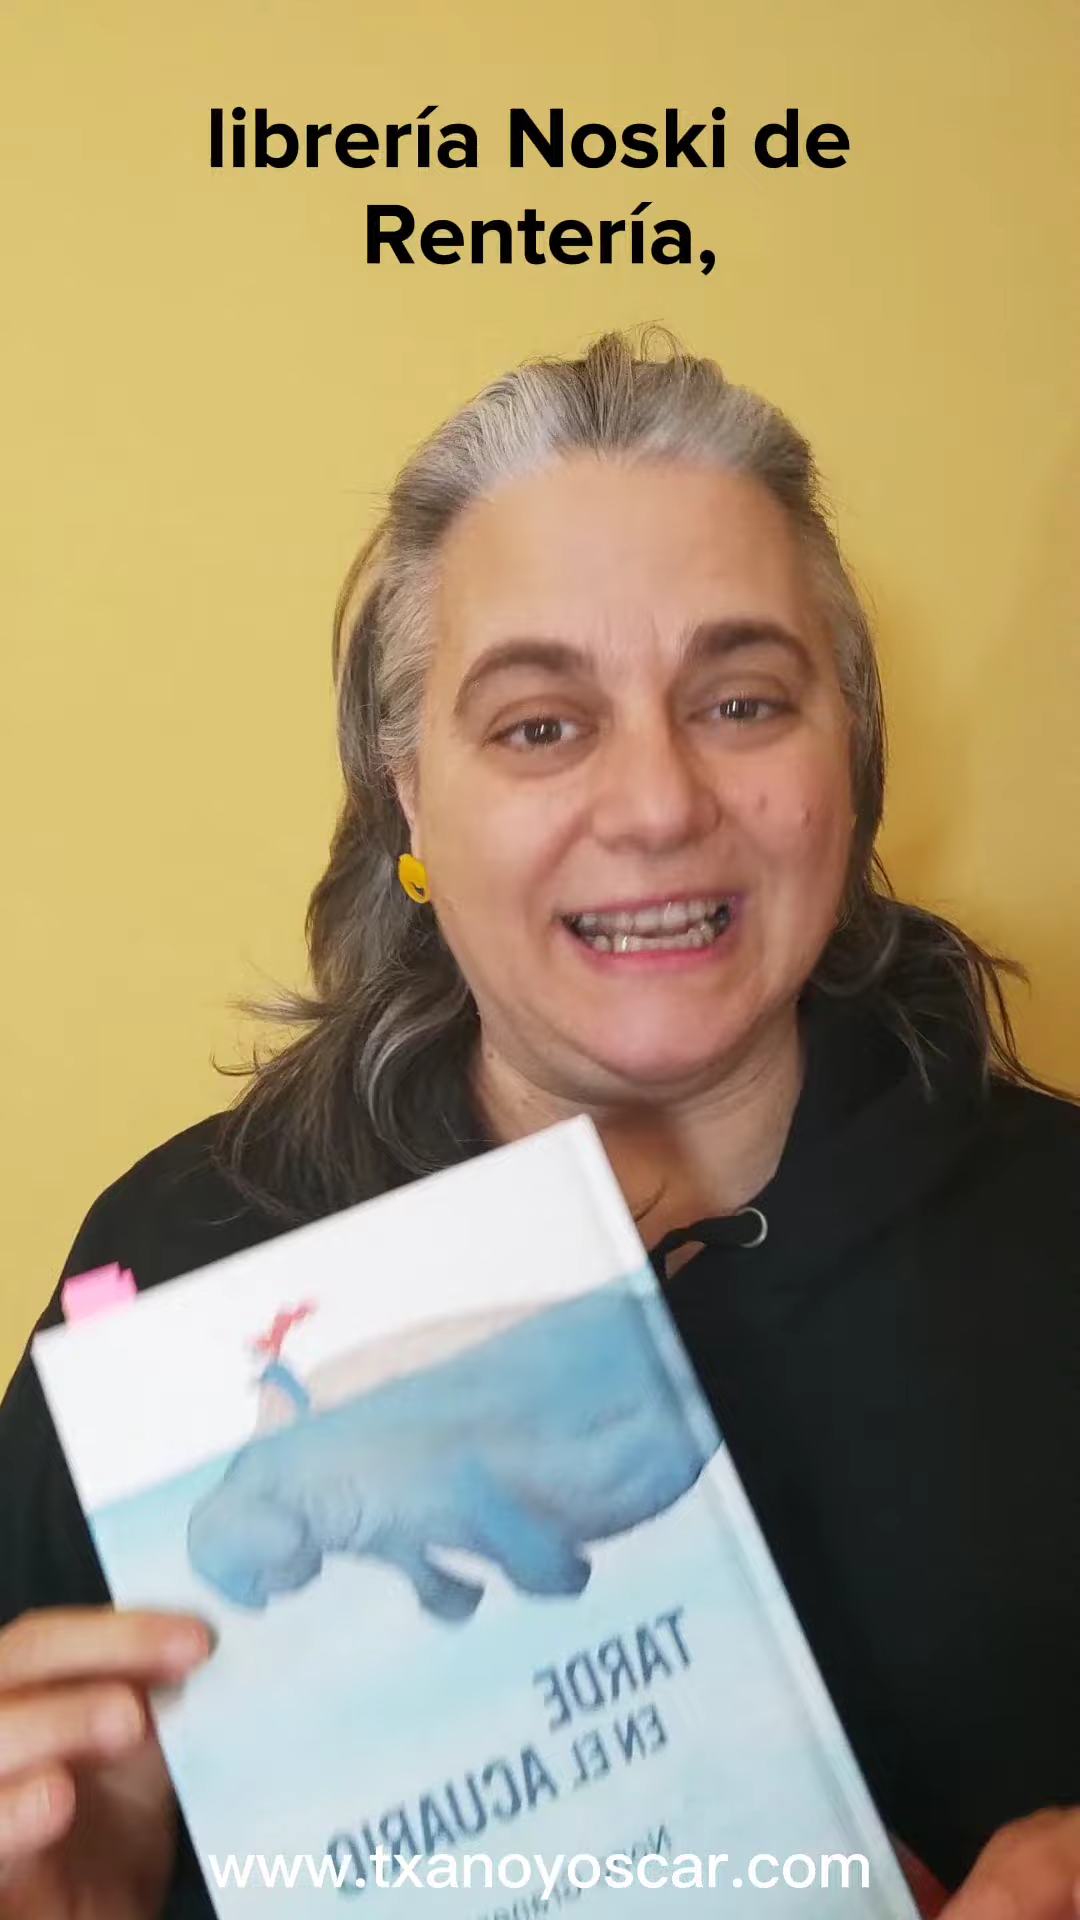 librería Noski de
Rentería,
TARDE
EN EL ACUARIO
www.txanoyoscar.com